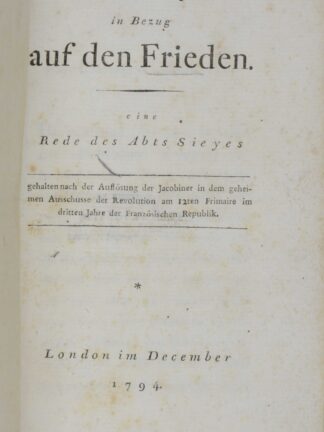 in Bezug
auf den Frieden.
eine
Rede des Abts Sieyes
gehalten nach der Auflösung der Jacobiner in dem gehei-
men Ausschusse der Revolution am 12ten Frimaire im
dritten Jahre der Französischen Republik.
*
London im December
1794.